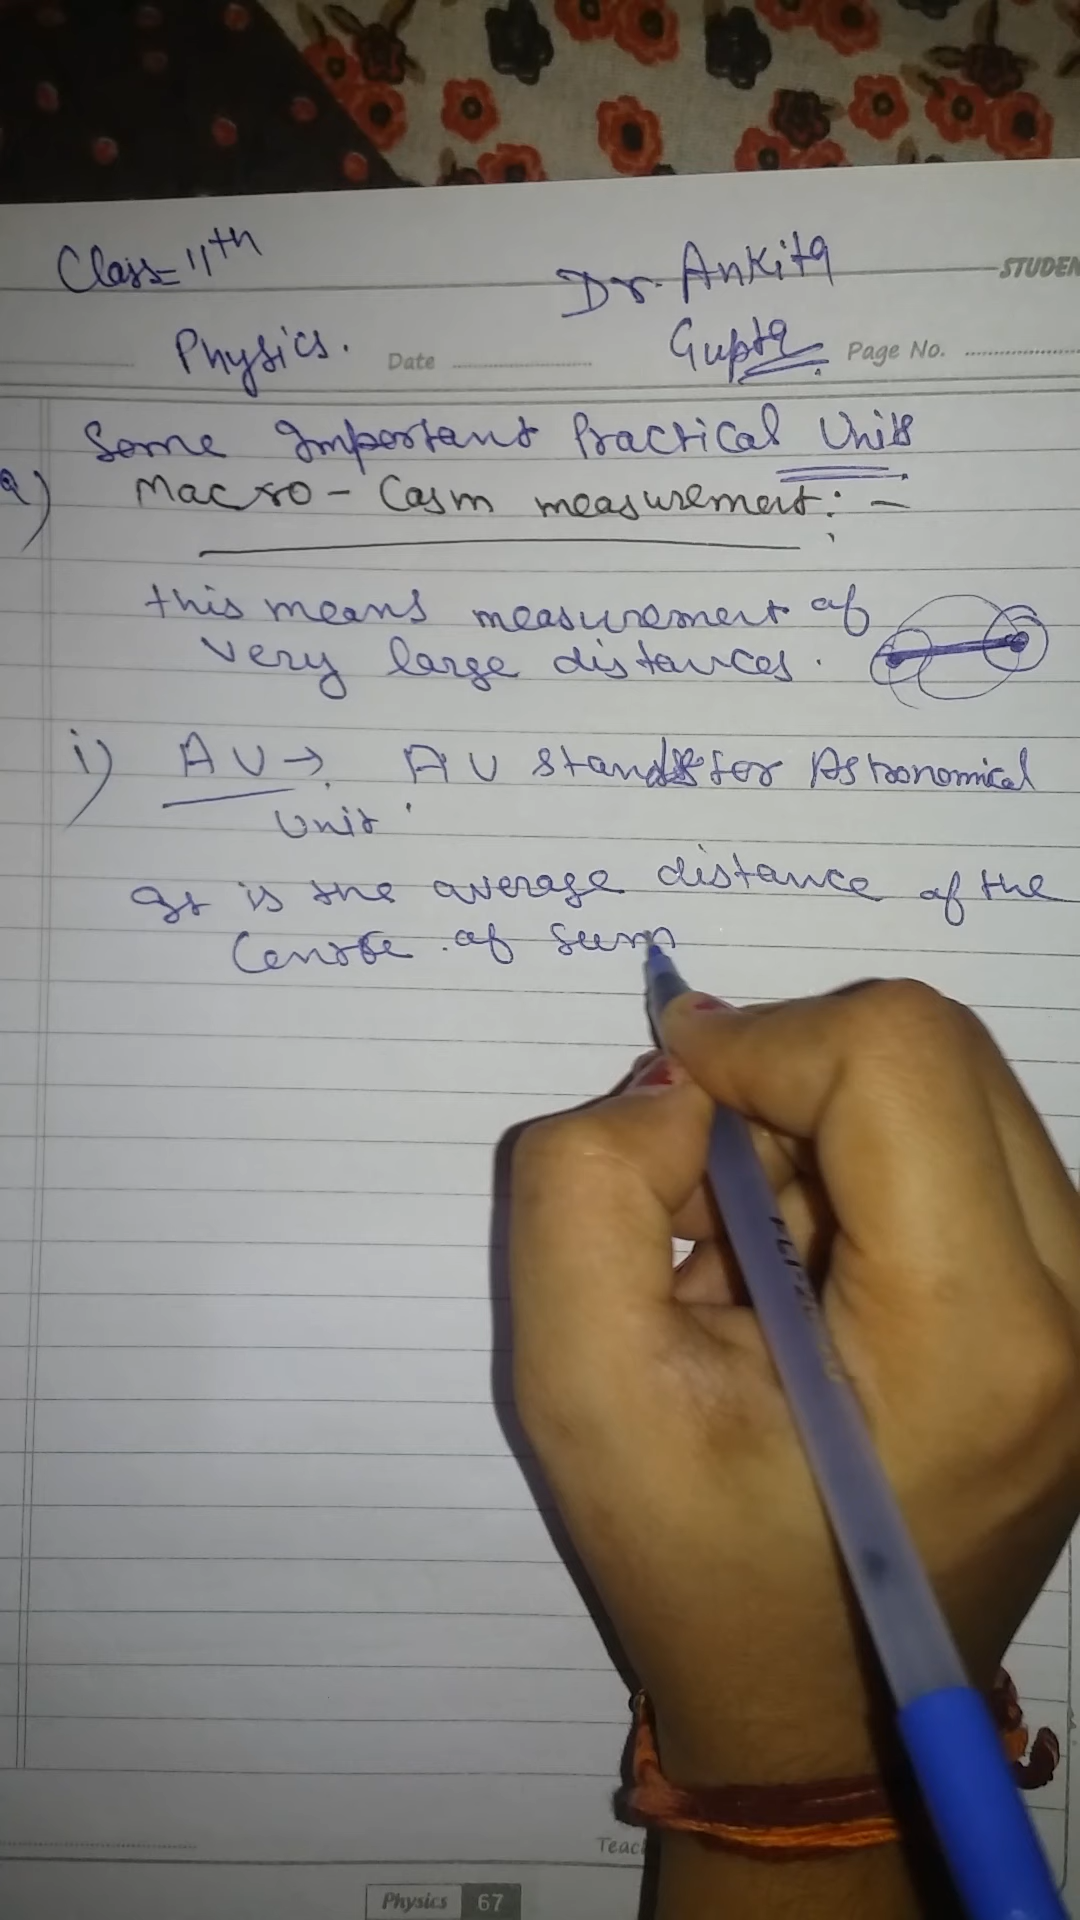 Class= 11th
Dr. Ankita
STUDEN
Physics.
Date
Gupta
Page No.
Some Important Practical Units
a) Macro - Casm measurement: -
this means measurement of
very large distances.
i) AU → AU stands for Astronomical
Unit.
It is the average distance of the
Centre of sun
Teac
Physics 67